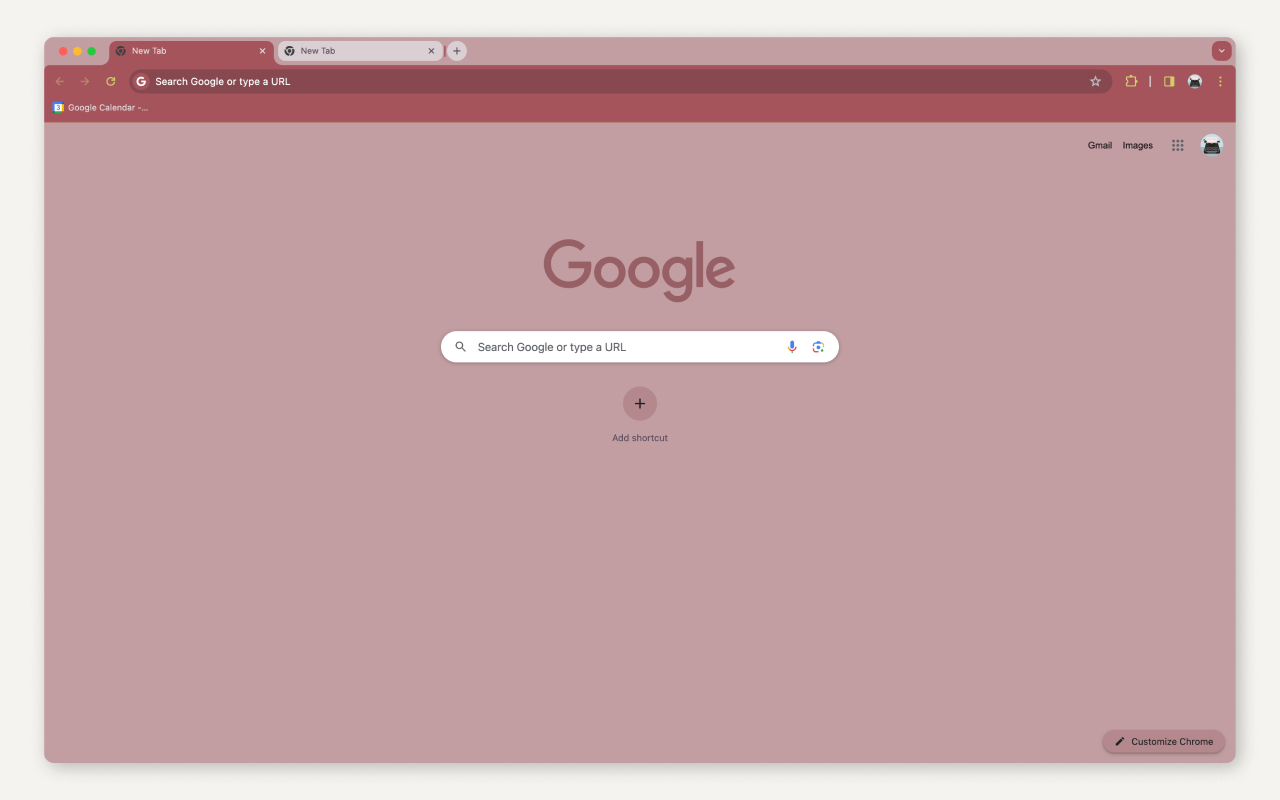 New Tab
New Tab
Search Google or type a URL
3 Google Calendar -...
Gmail Images
Google
Search Google or type a URL
Add shortcut
Customize Chrome